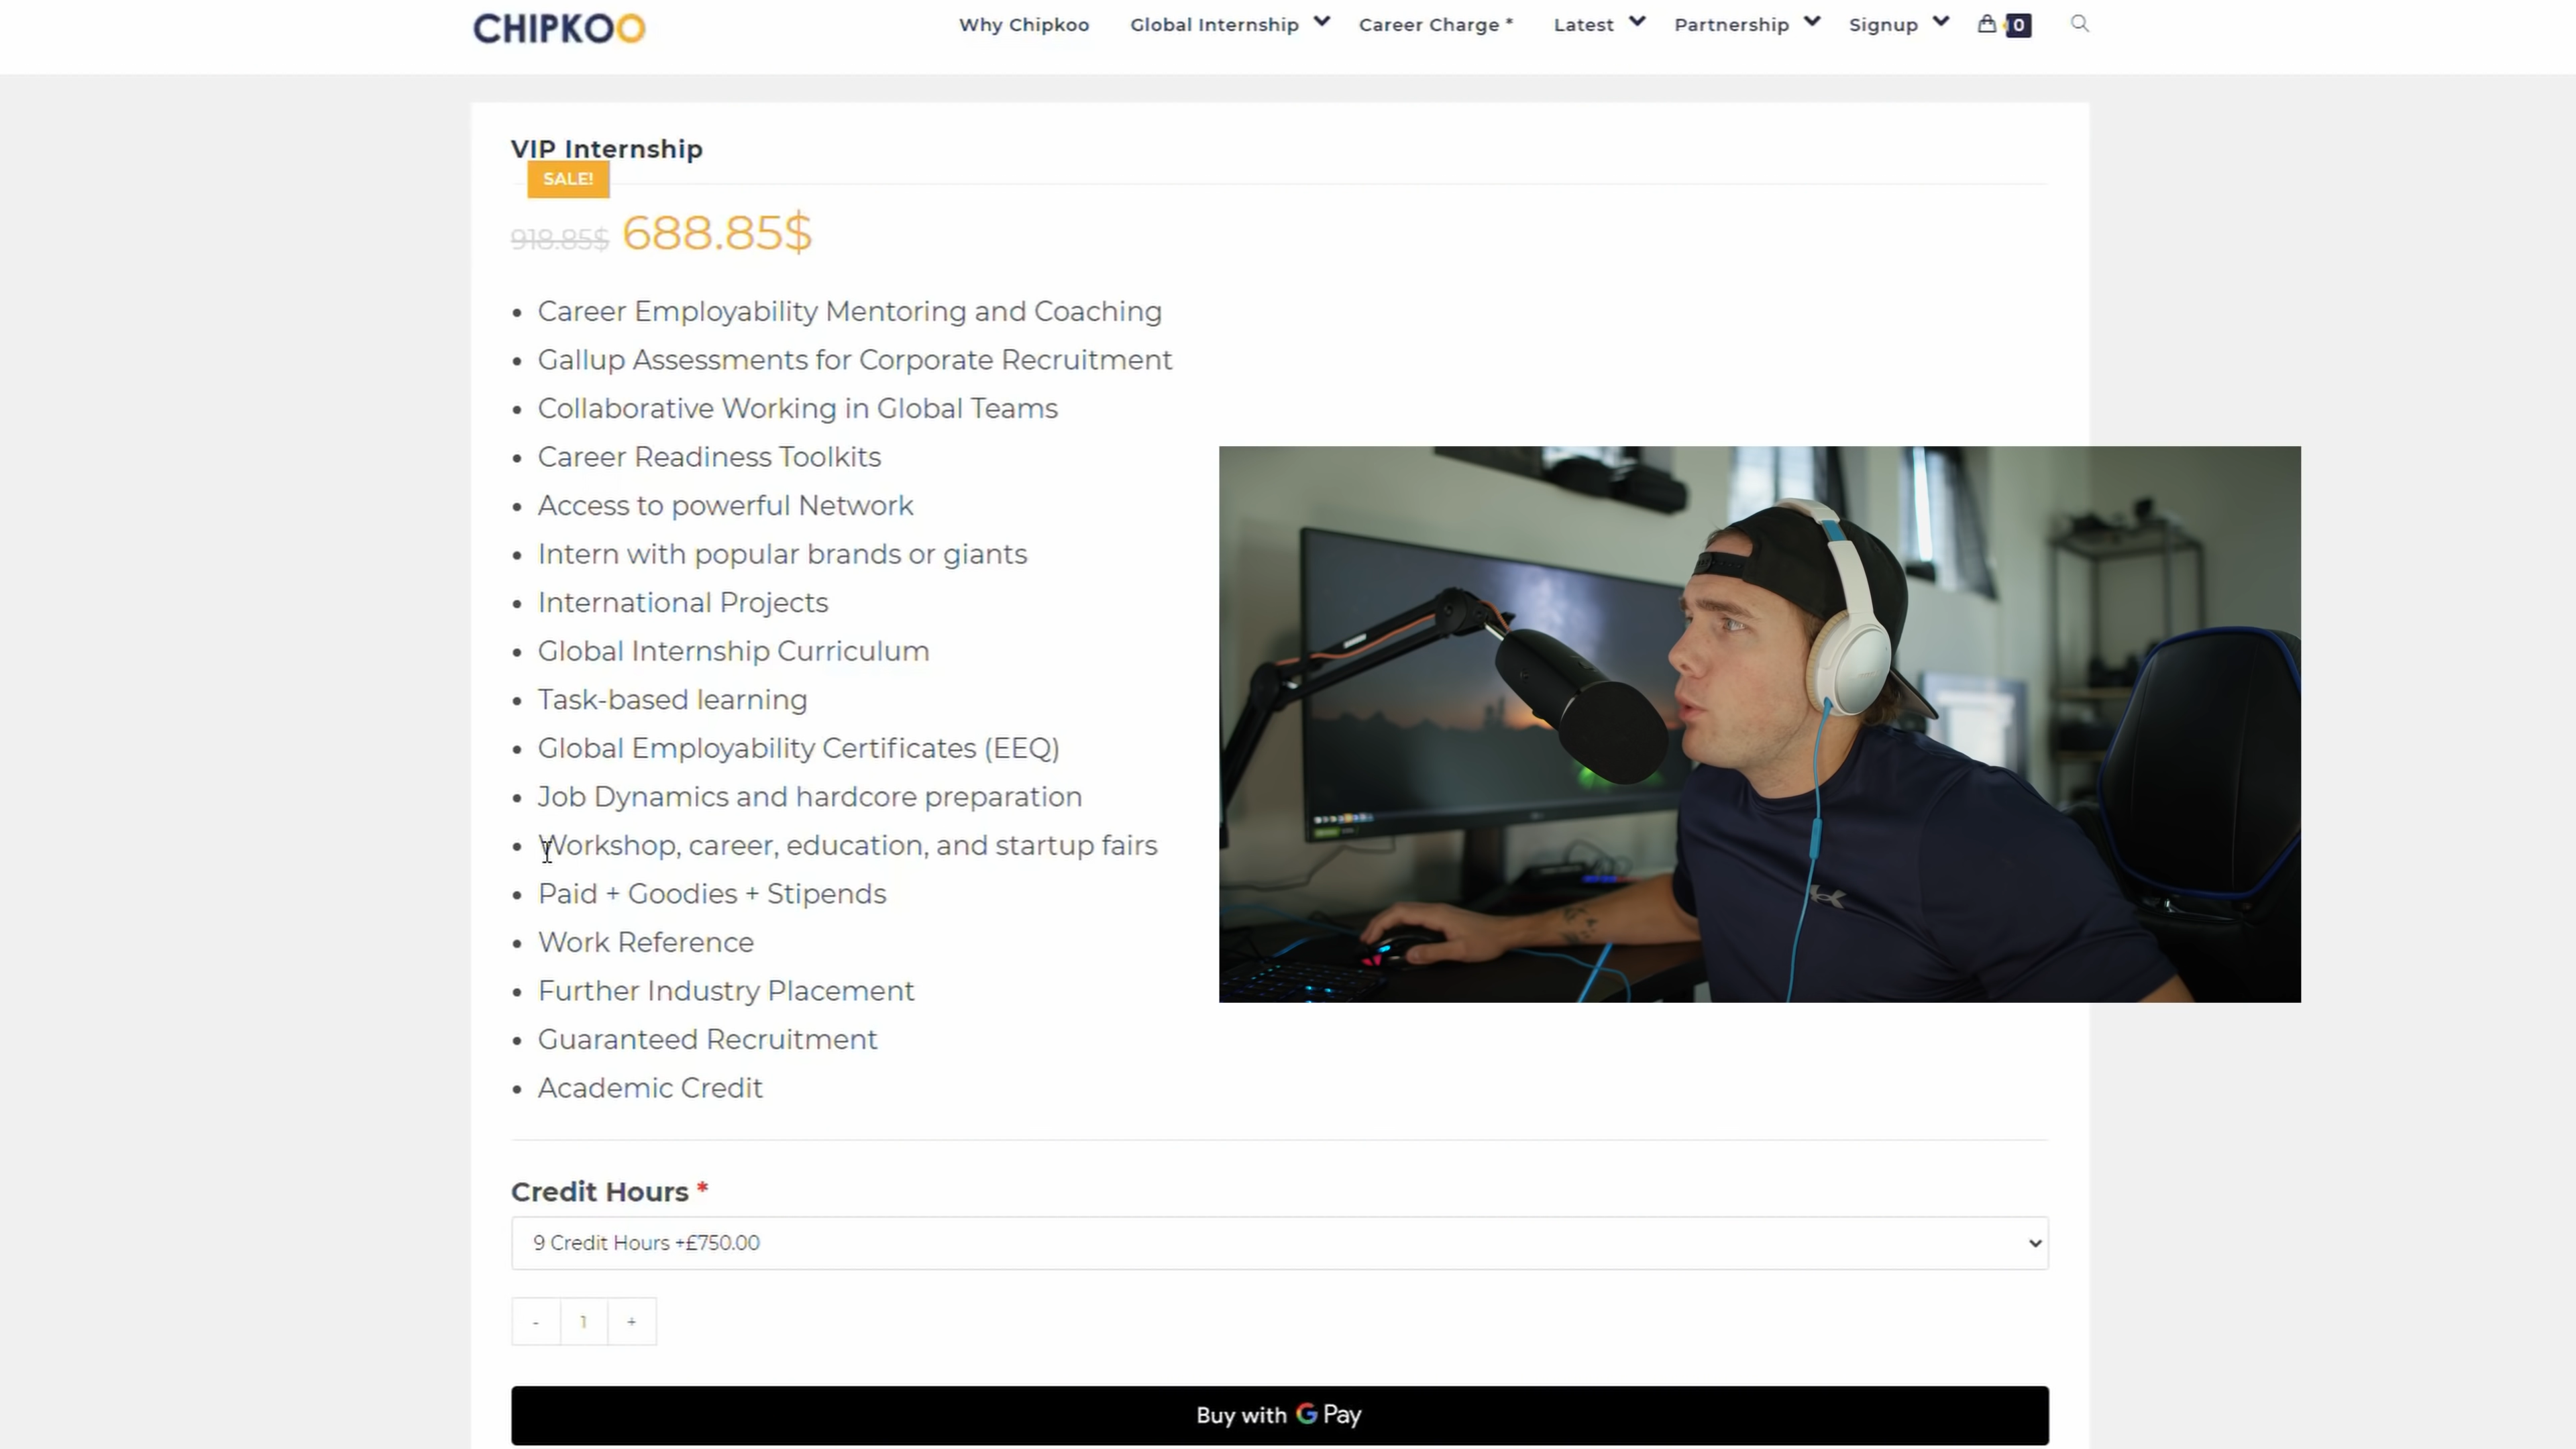 CHIPKOO
Why Chipkoo
Global Internship
Career Charge *
Latest
Partnership
Signup
0
VIP Internship
SALE!
918.85$ 688.85$
• Career Employability Mentoring and Coaching
• Gallup Assessments for Corporate Recruitment
• Collaborative Working in Global Teams
• Career Readiness Toolkits
• Access to powerful Network
• Intern with popular brands or giants
• International Projects
• Global Internship Curriculum
• Task-based learning
• Global Employability Certificates (EEQ)
• Job Dynamics and hardcore preparation
• Workshop, career, education, and startup fairs
• Paid + Goodies + Stipends
• Work Reference
• Further Industry Placement
• Guaranteed Recruitment
• Academic Credit
Credit Hours *
9 Credit Hours +£750.00
- 1 +
Buy with G Pay